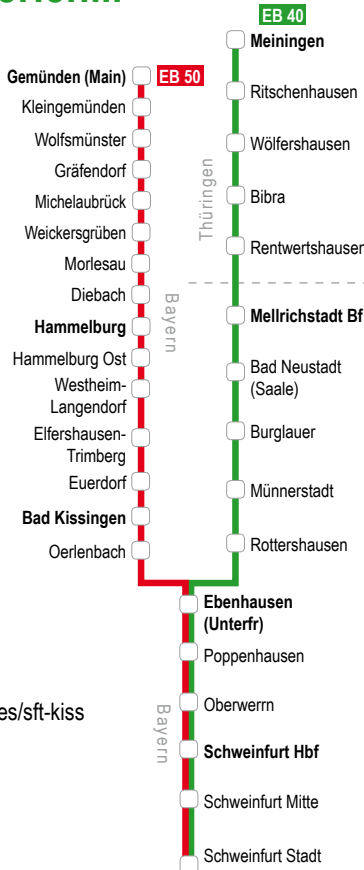 EB 40
Meiningen
Ritschenhausen
Wölfershausen
Bibra
Rentwertshausen
Thüringen
Mellrichstadt Bf
Bad Neustadt
(Saale)
Burglauer
Münnerstadt
Rottershausen
EB 50
Gemünden (Main)
Kleingemünden
Wolfsmünster
Gräfendorf
Michelaubrück
Weickersgrüben
Morlesau
Diebach
Hammelburg
Hammelburg Ost
Westheim-
Langendorf
Elfershausen-
Trimberg
Euerdorf
Bad Kissingen
Oerlenbach
Bayern
Ebenhausen
(Unterfr)
Poppenhausen
Oberwerrn
Schweinfurt Hbf
Schweinfurt Mitte
Schweinfurt Stadt
Bayern
es/sft-kiss